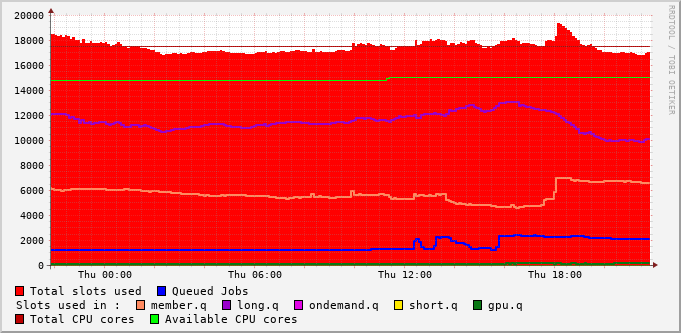 20000
18000
16000
14000
12000
10000
8000
6000
4000
2000
0
Thu 00:00 Thu 06:00 Thu 12:00 Thu 18:00
RRDTOOL / TOBI OETIKER
Total slots used Queued Jobs
Slots used in : member.q long.q ondemand.q short.q gpu.q
Total CPU cores Available CPU cores